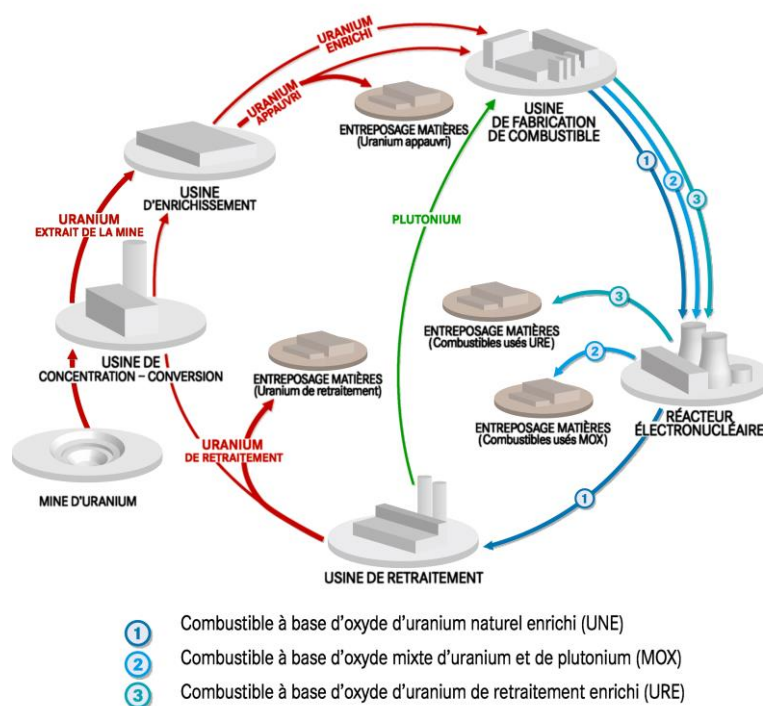 URANIUM
ENRICHI
URANIUM
APPAUVRI
ENTREPOSAGE MATIÈRES
(Uranium appauvri)
USINE
DE FABRICATION
DE COMBUSTIBLE
USINE
D'ENRICHISSEMENT
1
2
3
URANIUM
EXTRAIT DE LA MINE
PLUTONIUM
3
ENTREPOSAGE MATIÈRES
(Combustibles usés URE)
2
USINE DE
CONCENTRATION – CONVERSION
ENTREPOSAGE MATIÈRES
(Uranium de retraitement)
ENTREPOSAGE MATIÈRES
(Combustibles usés MOX)
RÉACTEUR
ÉLECTRONUCLÉAIRE
URANIUM
DE RETRAITEMENT
MINE D'URANIUM
1
USINE DE RETRAITEMENT
1 Combustible à base d'oxyde d'uranium naturel enrichi (UNE)
2 Combustible à base d'oxyde mixte d'uranium et de plutonium (MOX)
3 Combustible à base d'oxyde d'uranium de retraitement enrichi (URE)